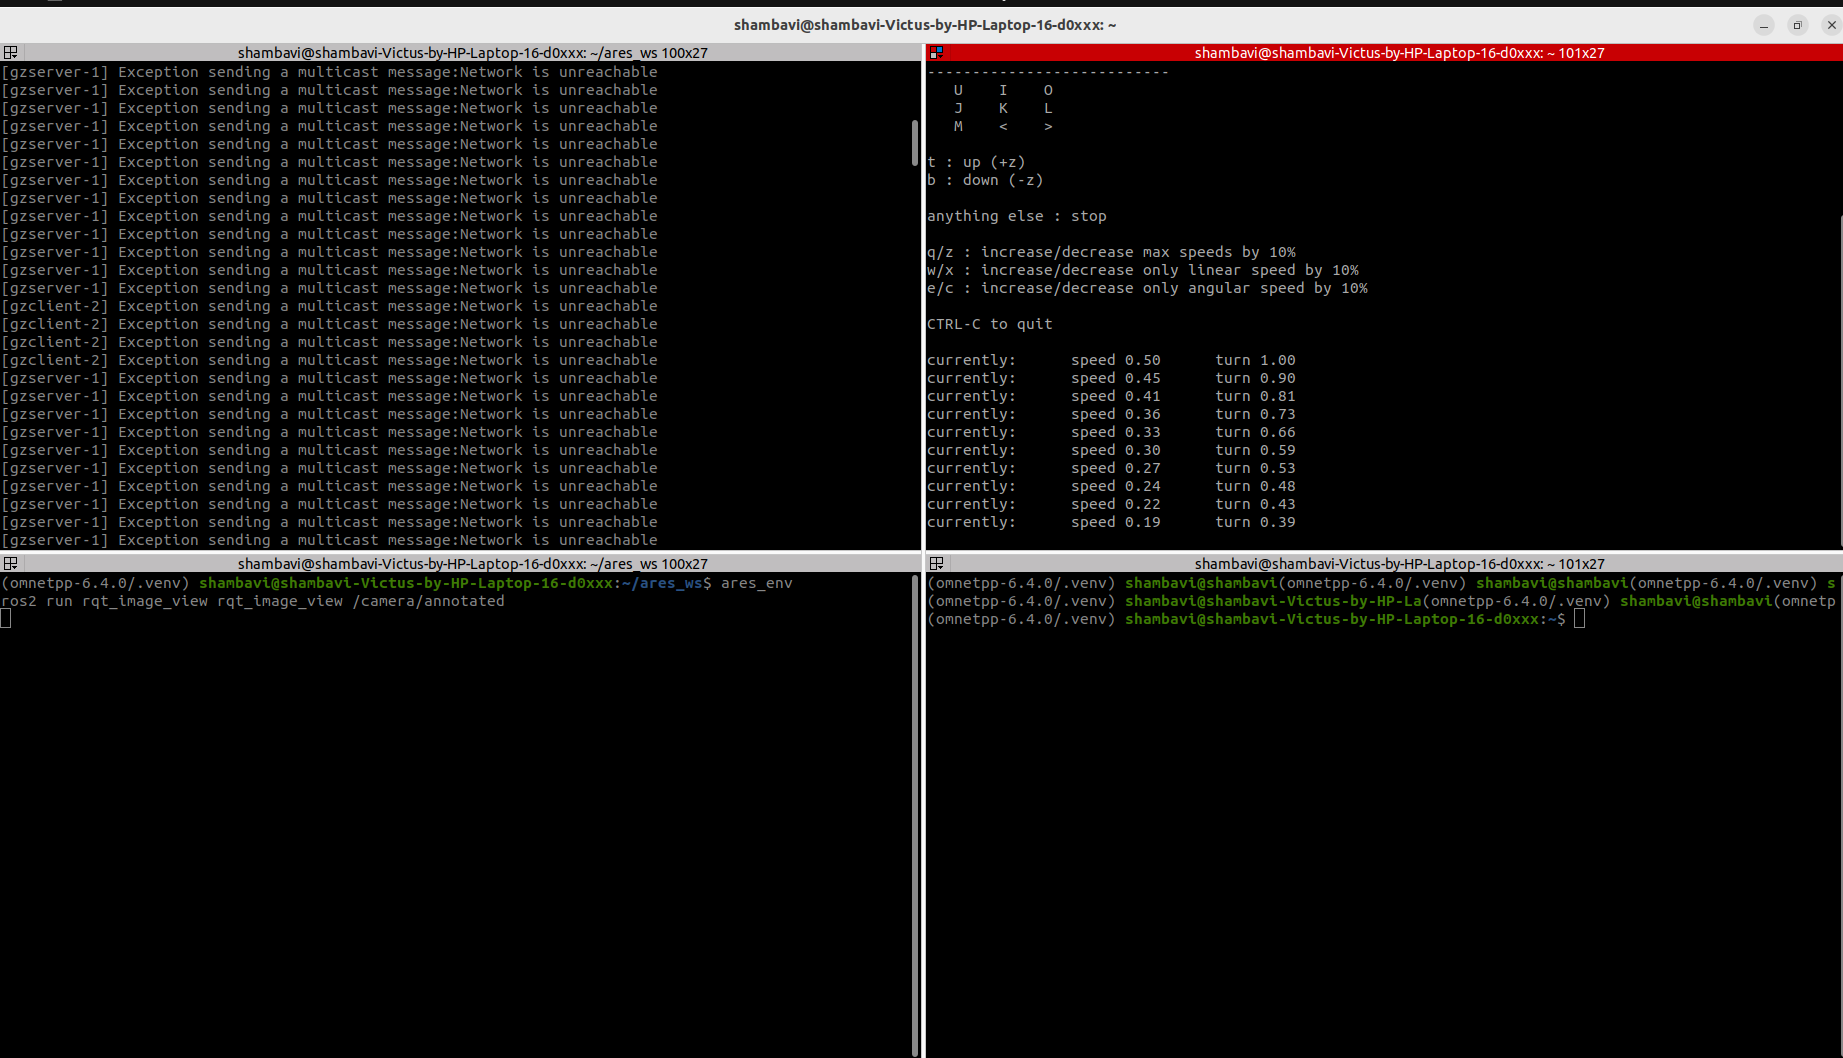 shambavi@shambavi-Victus-by-HP-Laptop-16-d0xxx: ~
shambavi@shambavi-Victus-by-HP-Laptop-16-d0xxx: ~/ares_ws 100x27
[gzserver-1] Exception sending a multicast message:Network is unreachable
[gzserver-1] Exception sending a multicast message:Network is unreachable
[gzserver-1] Exception sending a multicast message:Network is unreachable
[gzserver-1] Exception sending a multicast message:Network is unreachable
[gzserver-1] Exception sending a multicast message:Network is unreachable
[gzserver-1] Exception sending a multicast message:Network is unreachable
[gzserver-1] Exception sending a multicast message:Network is unreachable
[gzserver-1] Exception sending a multicast message:Network is unreachable
[gzserver-1] Exception sending a multicast message:Network is unreachable
[gzserver-1] Exception sending a multicast message:Network is unreachable
[gzserver-1] Exception sending a multicast message:Network is unreachable
[gzserver-1] Exception sending a multicast message:Network is unreachable
[gzserver-1] Exception sending a multicast message:Network is unreachable
[gzclient-2] Exception sending a multicast message:Network is unreachable
[gzclient-2] Exception sending a multicast message:Network is unreachable
[gzclient-2] Exception sending a multicast message:Network is unreachable
[gzclient-2] Exception sending a multicast message:Network is unreachable
[gzserver-1] Exception sending a multicast message:Network is unreachable
[gzserver-1] Exception sending a multicast message:Network is unreachable
[gzserver-1] Exception sending a multicast message:Network is unreachable
[gzserver-1] Exception sending a multicast message:Network is unreachable
[gzserver-1] Exception sending a multicast message:Network is unreachable
[gzserver-1] Exception sending a multicast message:Network is unreachable
[gzserver-1] Exception sending a multicast message:Network is unreachable
[gzserver-1] Exception sending a multicast message:Network is unreachable
[gzserver-1] Exception sending a multicast message:Network is unreachable
[gzserver-1] Exception sending a multicast message:Network is unreachable
shambavi@shambavi-Victus-by-HP-Laptop-16-d0xxx: ~ 101x27
---------------------------
U I O
J K L
M < >
t : up (+z)
b : down (-z)
anything else : stop
q/z : increase/decrease max speeds by 10%
w/x : increase/decrease only linear speed by 10%
e/c : increase/decrease only angular speed by 10%
CTRL-C to quit
currently: speed 0.50 turn 1.00
currently: speed 0.45 turn 0.90
currently: speed 0.41 turn 0.81
currently: speed 0.36 turn 0.73
currently: speed 0.33 turn 0.66
currently: speed 0.30 turn 0.59
currently: speed 0.27 turn 0.53
currently: speed 0.24 turn 0.48
currently: speed 0.22 turn 0.43
currently: speed 0.19 turn 0.39
shambavi@shambavi-Victus-by-HP-Laptop-16-d0xxx: ~/ares_ws 100x27
(omnetpp-6.4.0/.venv) shambavi@shambavi-Victus-by-HP-Laptop-16-d0xxx:~/ares_ws$ ares_env
ros2 run rqt_image_view rqt_image_view /camera/annotated
shambavi@shambavi-Victus-by-HP-Laptop-16-d0xxx: ~ 101x27
(omnetpp-6.4.0/.venv) shambavi@shambavi(omnetpp-6.4.0/.venv) shambavi@shambavi(omnetpp-6.4.0/.venv) s
(omnetpp-6.4.0/.venv) shambavi@shambavi-Victus-by-HP-La(omnetpp-6.4.0/.venv) shambavi@shambavi(omnetp
(omnetpp-6.4.0/.venv) shambavi@shambavi-Victus-by-HP-Laptop-16-d0xxx:~$